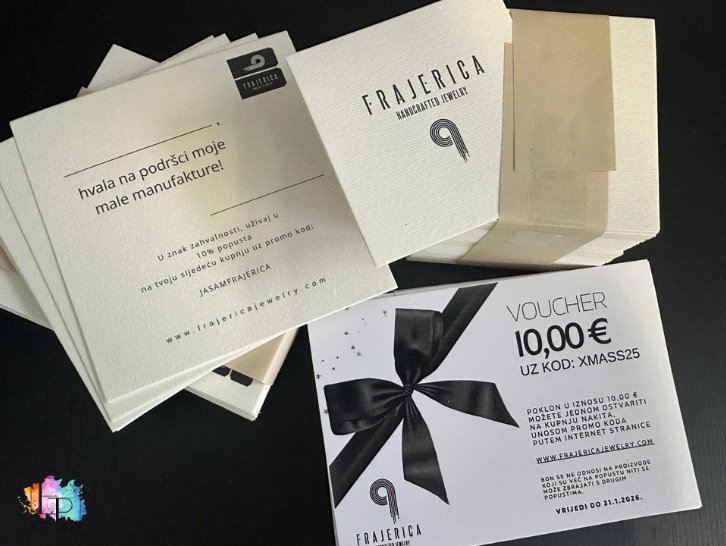 FRAJERICA
,
hvala na podršci moje
male manufakture!
U znak zahvalnosti, uživaj u
10% popusta
na tvoju sljedeću kupnju uz promo kod:
JASAMFRAJERICA
www.frajericajewelry.com
FRAJERICA
HANDCRAFTED JEWELRY
VOUCHER
10,00 €
UZ KOD: XMASS25
POKLON U IZNOSU 10,00 €
MOŽETE JEDNOM OSTVARITI
NA KUPNJU NAKITA,
UNOSOM PROMO KODA
PUTEM INTERNET STRANICE
WWW.FRAJERICAJEWELRY.COM
BON SE NE ODNOSI NA PROIZVODE
KOJI SU VEĆ NA POPUSTU NITI SE
MOŽE ZBRAJATI S DRUGIM
POPUSTIMA.
VRIJEDI DO 31.1.2026.
FRAJERICA
HANDCRAFTED JEWELRY